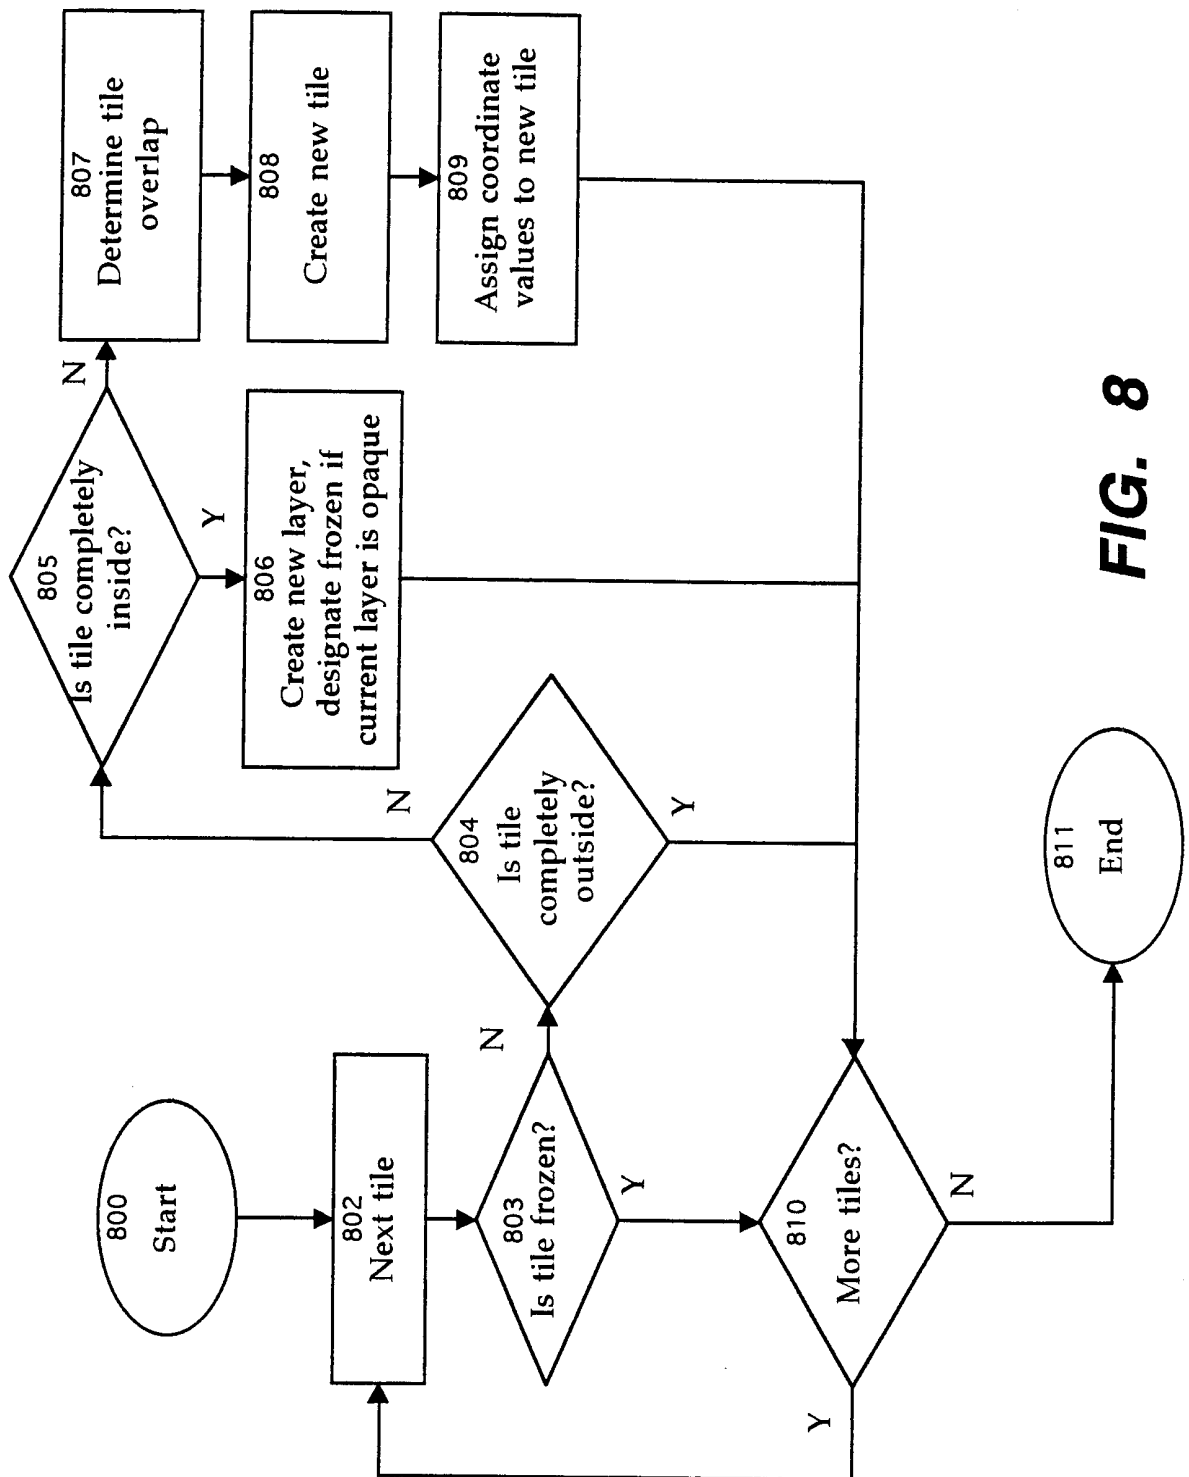 800
Start
802
Next tile
803
Is tile frozen?
N
Y
804
Is tile
completely
outside?
N
Y
805
Is tile completely
inside?
N
Y
806
Create new layer,
designate frozen if
current layer is opaque
807
Determine tile
overlap
808
Create new tile
809
Assign coordinate
values to new tile
810
More tiles?
Y
N
811
End
FIG. 8